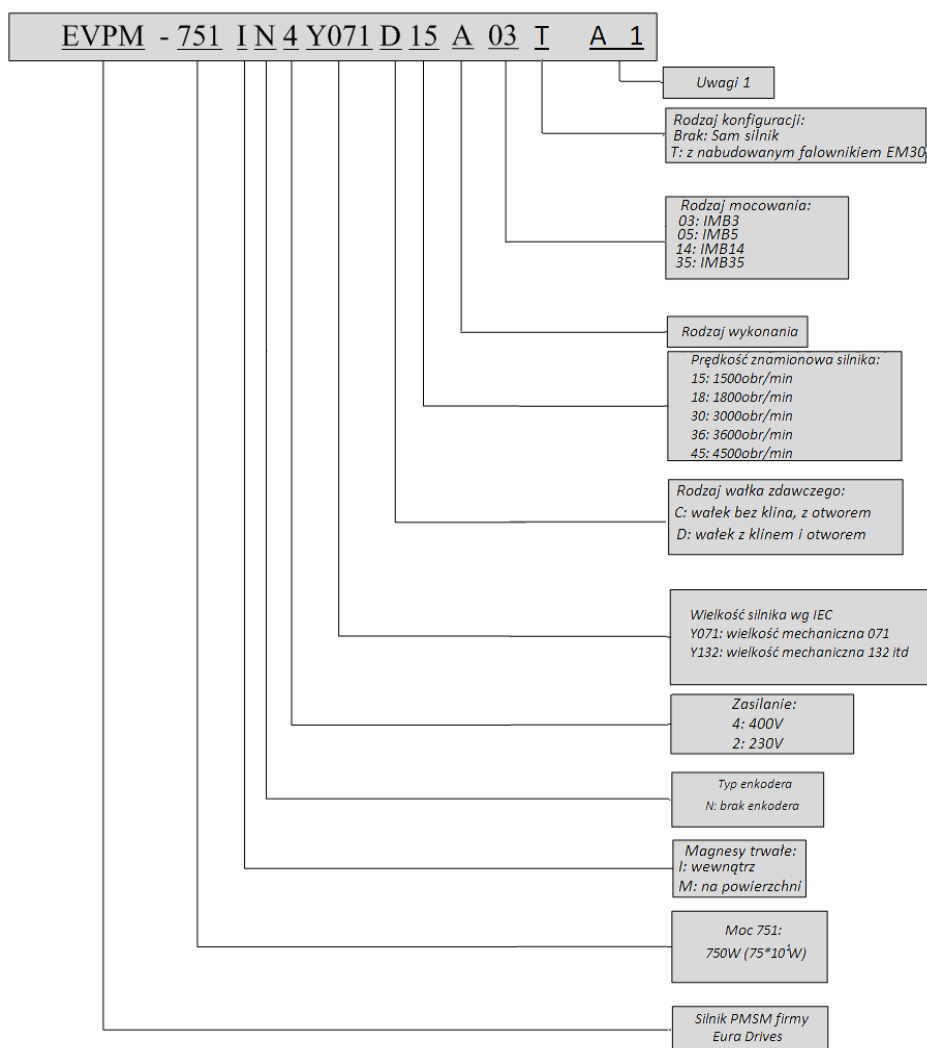 EVPM - 751 I N 4 Y071 D 15 A 03 T A 1
Uwagi 1
Rodzaj konfiguracji:
Brak: Sam silnik
T: z nabudowanym falownikiem EM30
Rodzaj mocowania:
03: IMB3
05: IMB5
14: IMB14
35: IMB35
Rodzaj wykonania
Prędkość znamionowa silnika:
15: 1500obr/min
18: 1800obr/min
30: 3000obr/min
36: 3600obr/min
45: 4500obr/min
Rodzaj wałka zdawczego:
C: wałek bez klina, z otworem
D: wałek z klinem i otworem
Wielkość silnika wg IEC
Y071: wielkość mechaniczna 071
Y132: wielkość mechaniczna 132 itd
Zasilanie:
4: 400V
2: 230V
Typ enkodera
N: brak enkodera
Magnesy trwałe:
I: wewnątrz
M: na powierzchni
Moc 751:
750W (75*10¹W)
Silnik PMSM firmy
Eura Drives